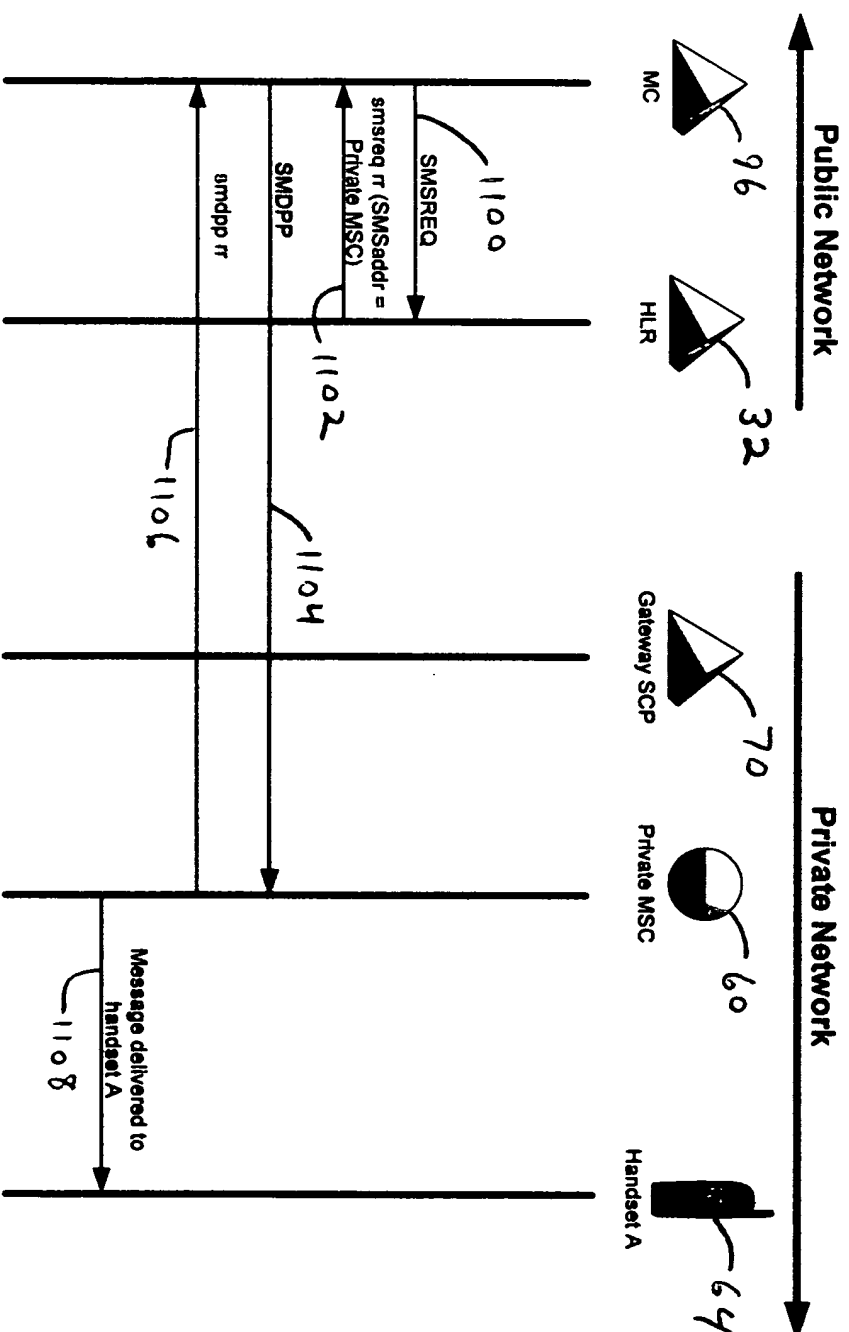 Public Network
Private Network
96
32
70
60
64
MC
HLR
Gateway SCP
Private MSC
Handset A
1100
SMSREQ
smsreq rr (SMSaddr =
Private MSC)
1102
SMDPP
1104
smdpp rr
1106
Message delivered to
handset A
1108